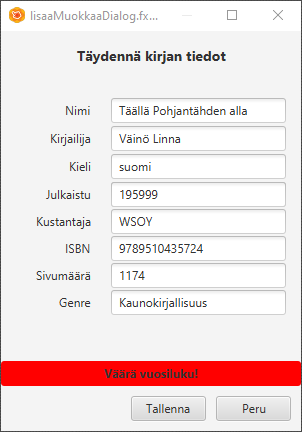 lisaaMuokkaaDialog.fx...
Täydennä kirjan tiedot
Nimi Täällä Pohjantähden alla
Kirjailija Väinö Linna
Kieli suomi
Julkaistu 195999
Kustantaja WSOY
ISBN 9789510435724
Sivumäärä 1174
Genre Kaunokirjallisuus
Väärä vuosiluku!
Tallenna Peru